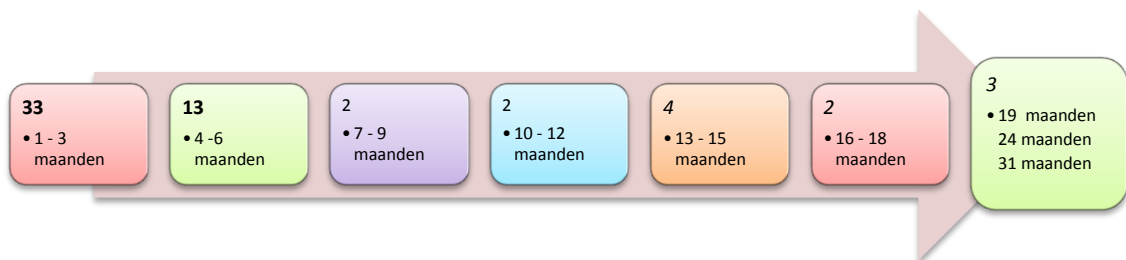 33
• 1 - 3
maanden
13
• 4 -6
maanden
2
• 7 - 9
maanden
2
• 10 - 12
maanden
4
• 13 - 15
maanden
2
• 16 - 18
maanden
3
• 19 maanden
24 maanden
31 maanden